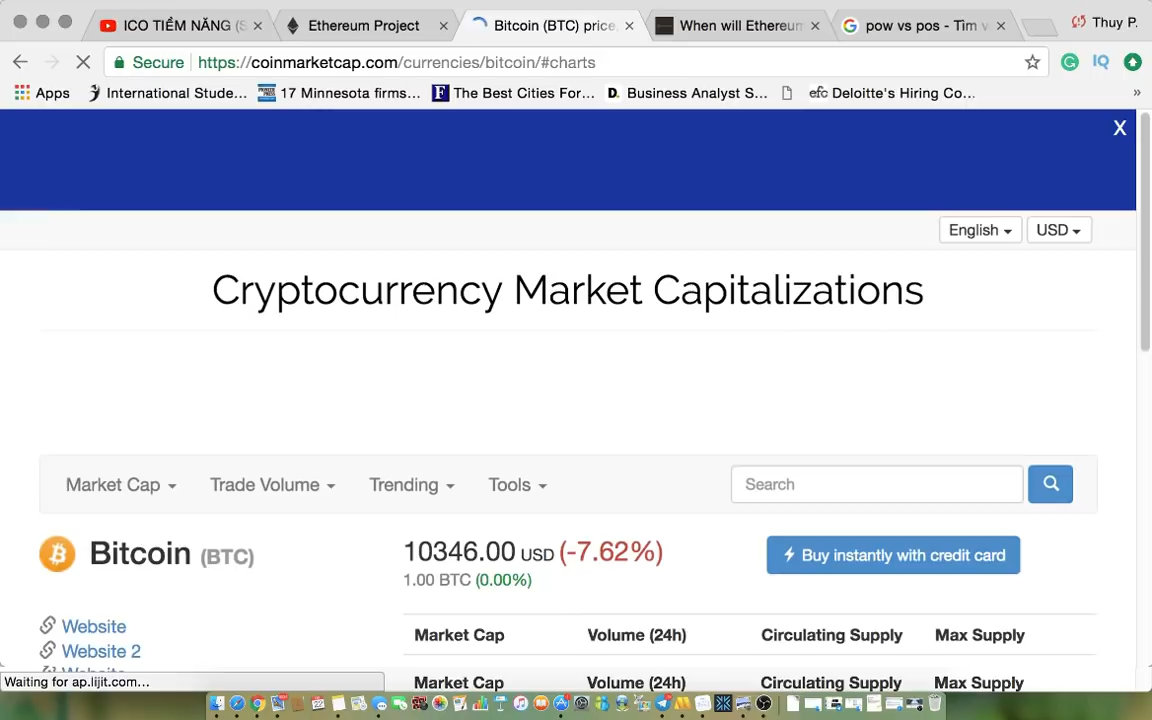 ICO TIỀM NĂNG (S
Ethereum Project
Bitcoin (BTC) price,
When will Ethereum
pow vs pos - Tìm v
Thuy P.
Secure
https://coinmarketcap.com/currencies/bitcoin/#charts
IQ
Apps
International Stude...
17 Minnesota firms...
F
The Best Cities For...
D.
Business Analyst S...
efc
Deloitte's Hiring Co...
»
X
English
USD
Cryptocurrency Market Capitalizations
Market Cap
Trade Volume
Trending
Tools
Search
Bitcoin (BTC)
10346.00 USD (-7.62%)
1.00 BTC (0.00%)
Buy instantly with credit card
Website
Website 2
Market Cap Volume (24h) Circulating Supply Max Supply
Market Cap Volume (24h) Circulating Supply Max Supply
Waiting for ap.lijit.com...